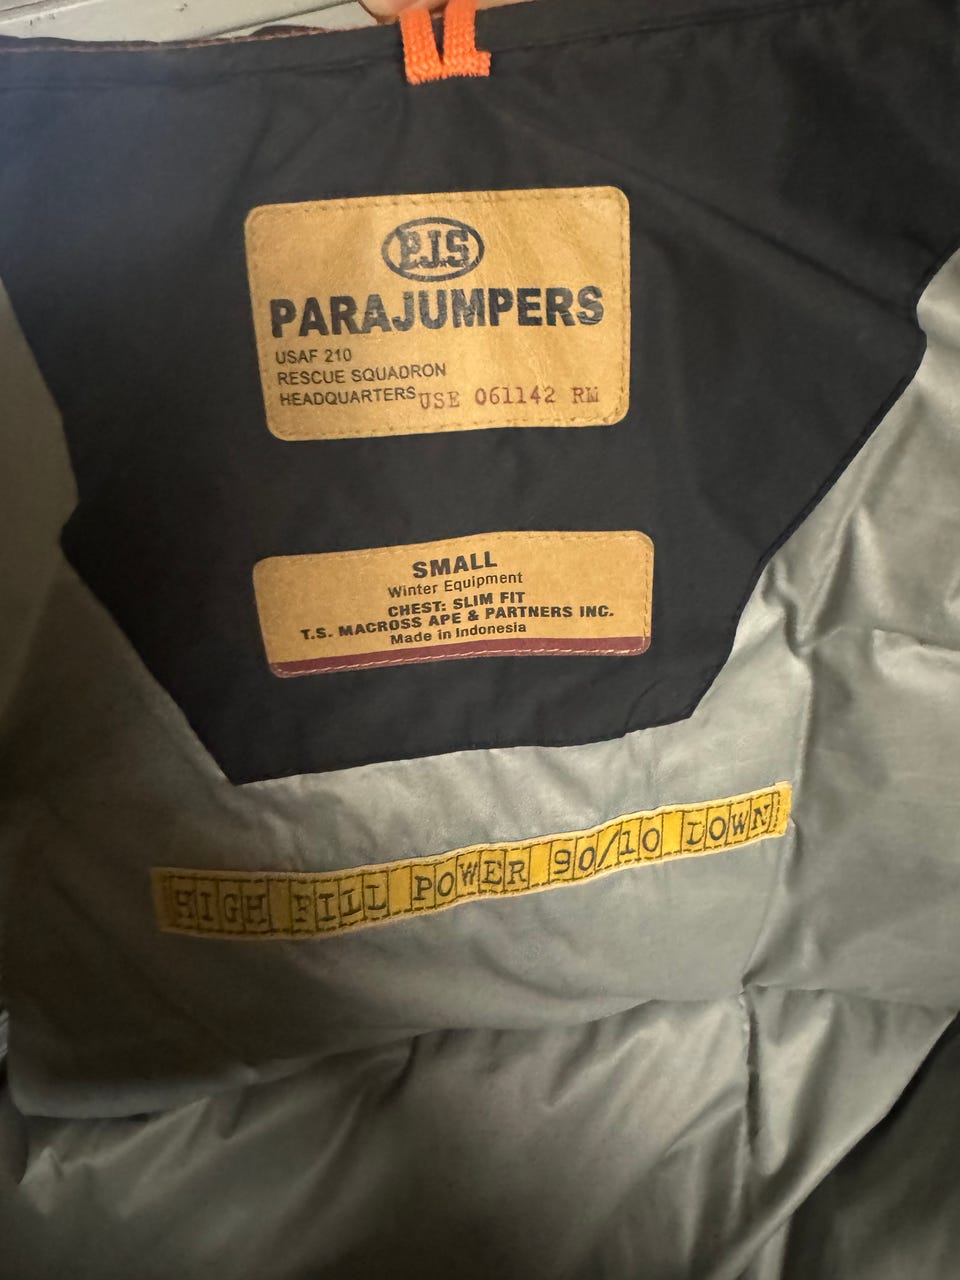 PJS
PARAJUMPERS
USAF 210
RESCUE SQUADRON
HEADQUARTERS USE 061142 RM
SMALL
Winter Equipment
CHEST: SLIM FIT
T.S. MACROSS APE & PARTNERS INC.
Made in Indonesia
HIGH FILL POWER 90/10 DOWN